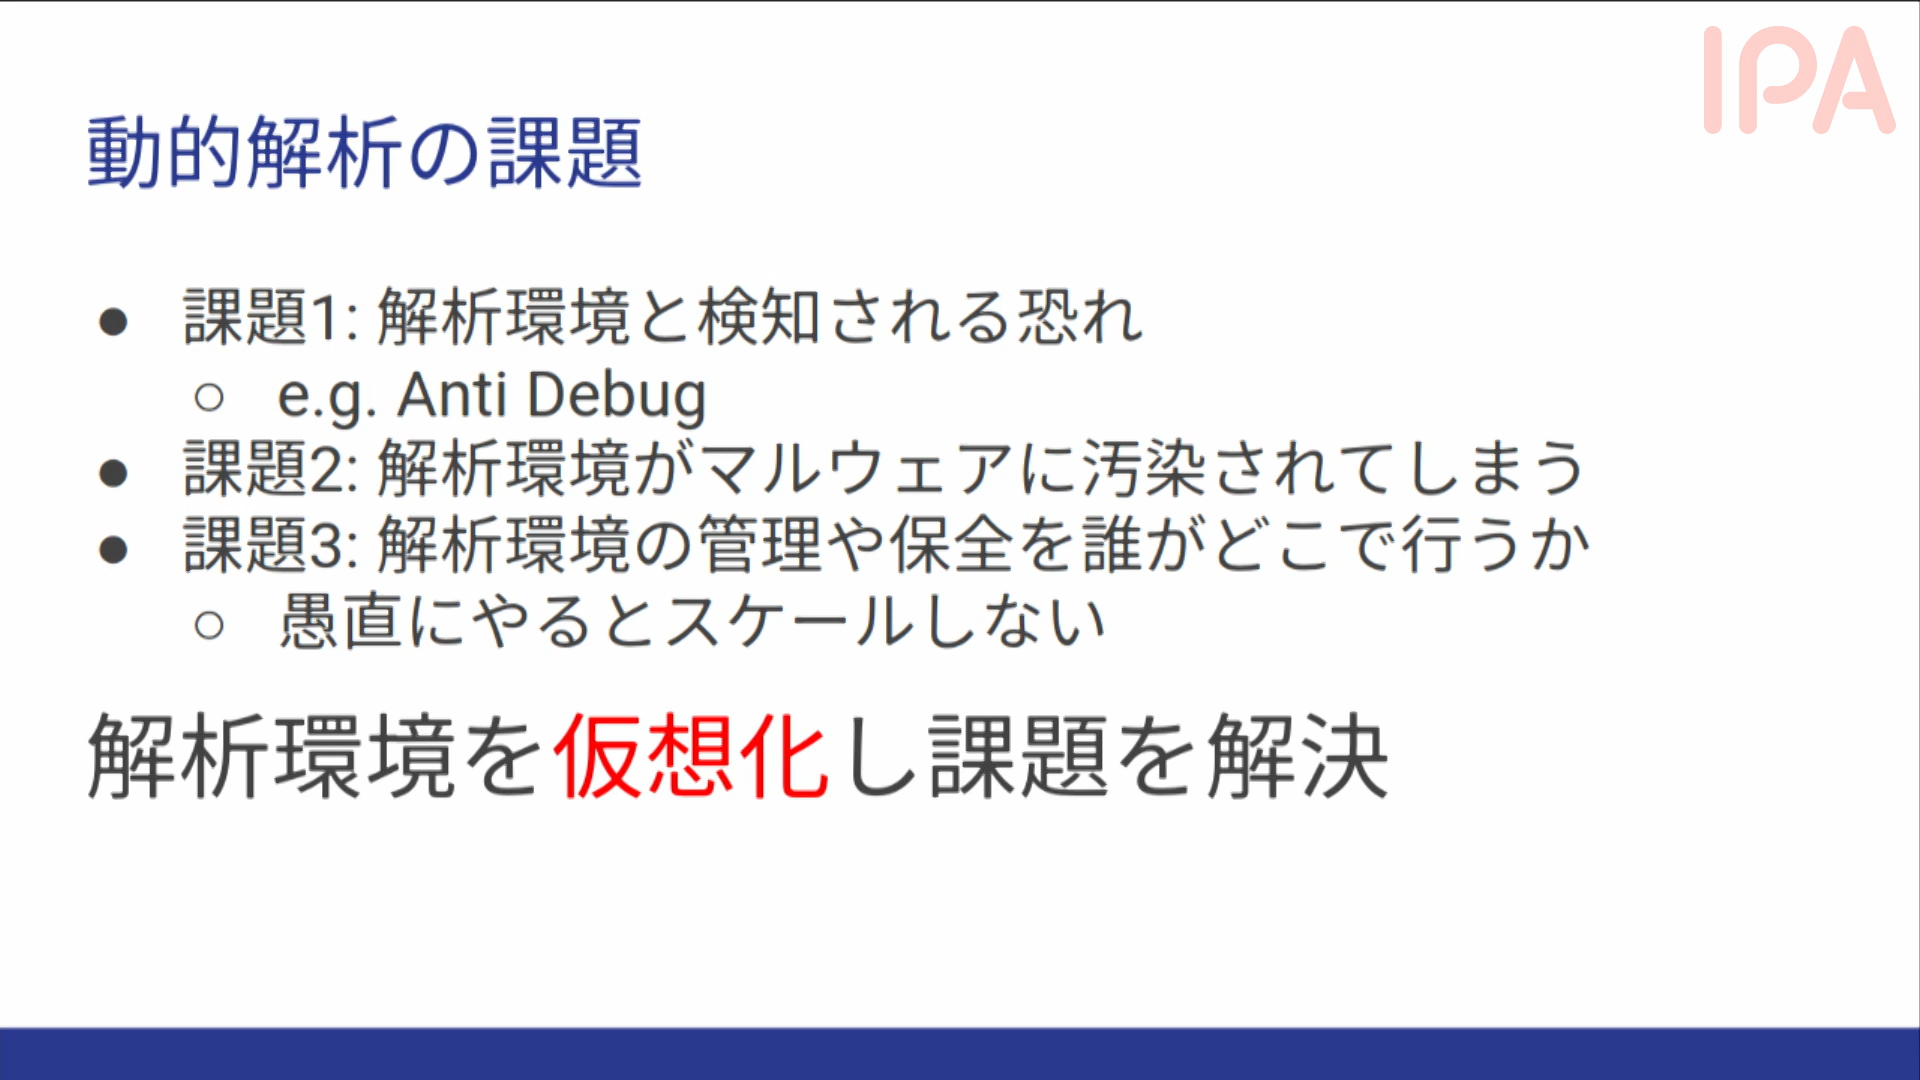 IPA
動的解析の課題
● 課題1: 解析環境と検知される恐れ
○ e.g. Anti Debug
● 課題2: 解析環境がマルウェアに汚染されてしまう
● 課題3: 解析環境の管理や保全を誰がどこで行うか
○ 愚直にやるとスケールしない
解析環境を仮想化し課題を解決